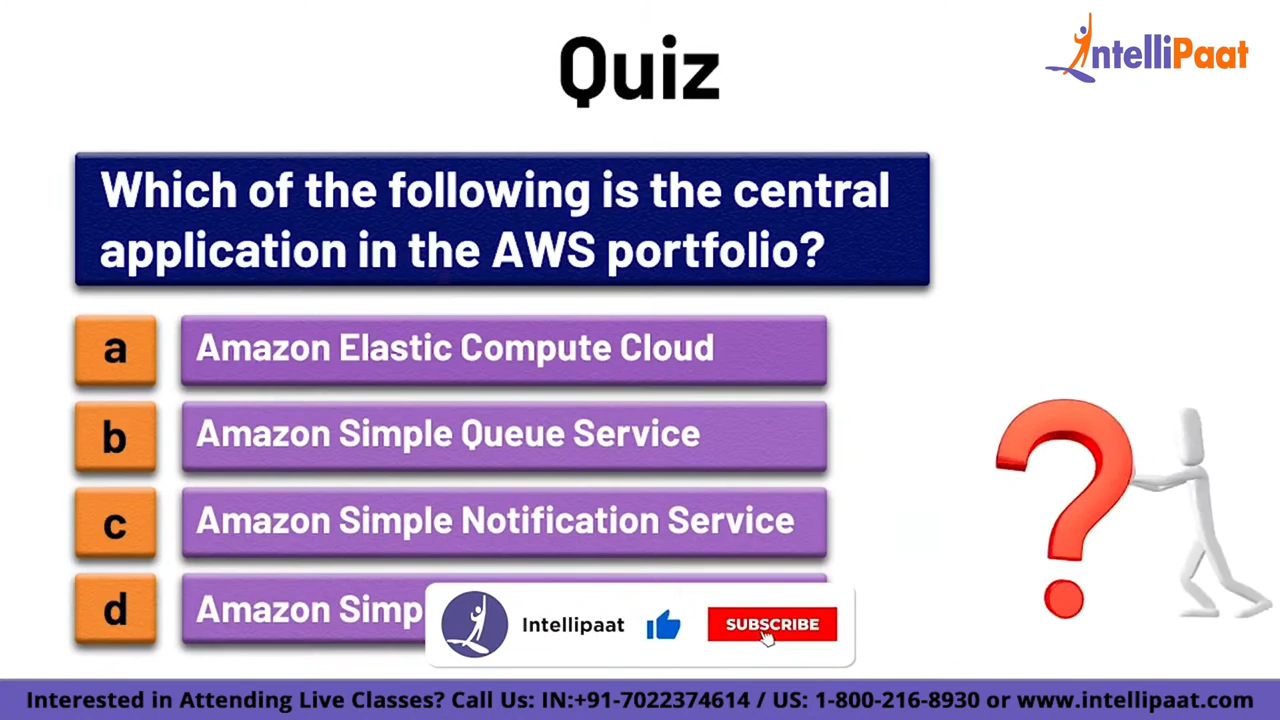 Quiz
IntelliPaat
Which of the following is the central
application in the AWS portfolio?
a
Amazon Elastic Compute Cloud
b
Amazon Simple Queue Service
c
Amazon Simple Notification Service
d
Amazon Simp
Intellipaat
SUBSCRIBE
Interested in Attending Live Classes? Call Us: IN:+91-7022374614 / US: 1-800-216-8930 or www.intellipaat.com